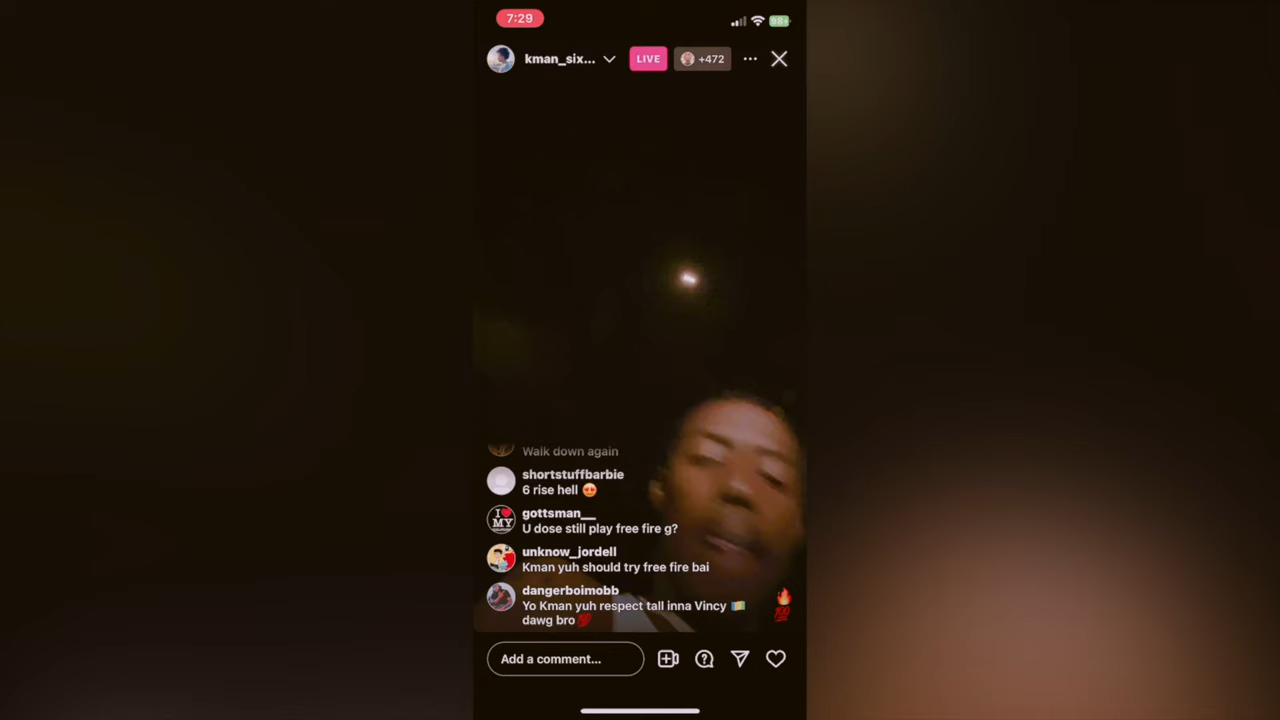 7:29
98+
kman_six...
LIVE
+472
Walk down again
shortstuffbarbie
6 rise hell 😍
I ❤ MY
gottsman__
U dose still play free fire g?
unknow_jordell
Kman yuh should try free fire bai
dangerboimobb
Yo Kman yuh respect tall inna Vincy 🇻🇨
dawg bro💯
💯
Add a comment...